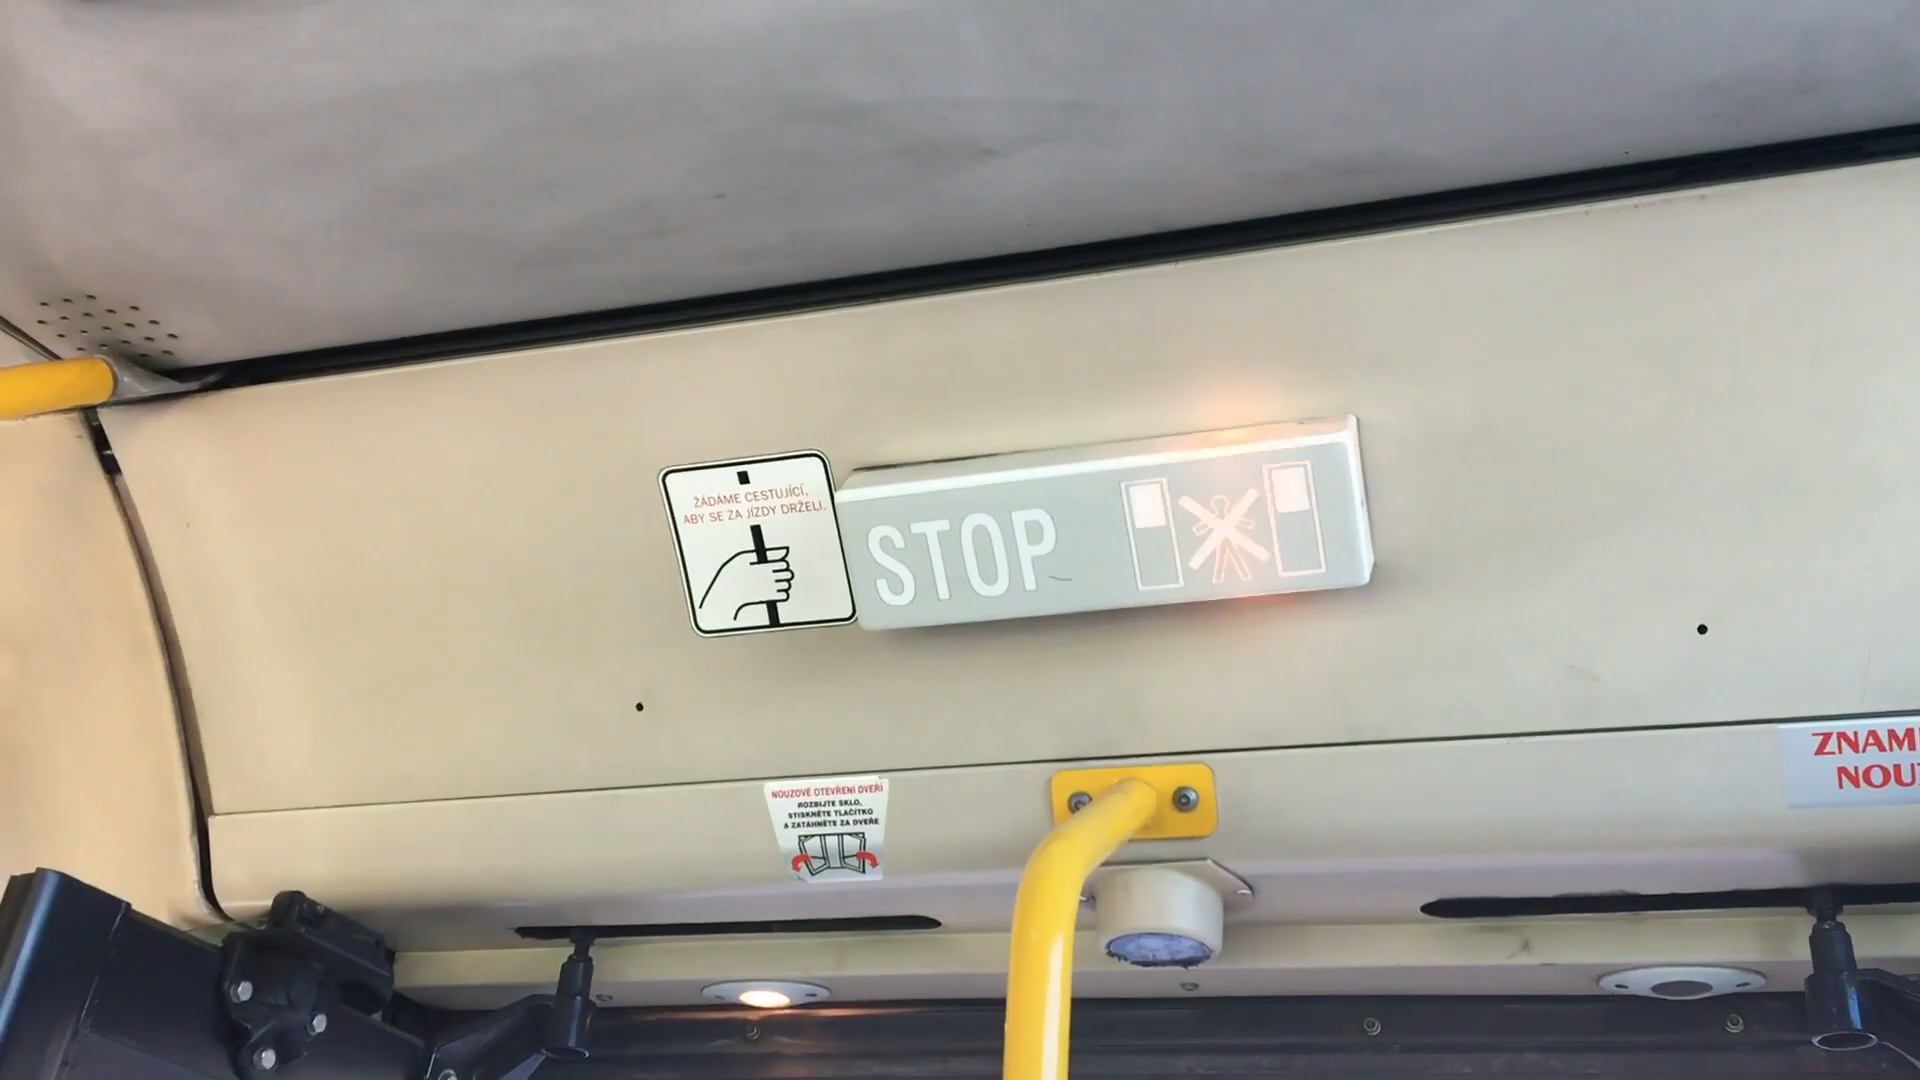 ŽÁDÁME CESTUJÍCÍ,
ABY SE ZA JÍZDY DRŽELI.
STOP
NOUZOVÉ OTEVŘENÍ DVEŘÍ
ROZBIJTE SKLO,
STISKNĚTE TLAČÍTKO
A ZATÁHNĚTE ZA DVEŘE
ZNAM
NOU